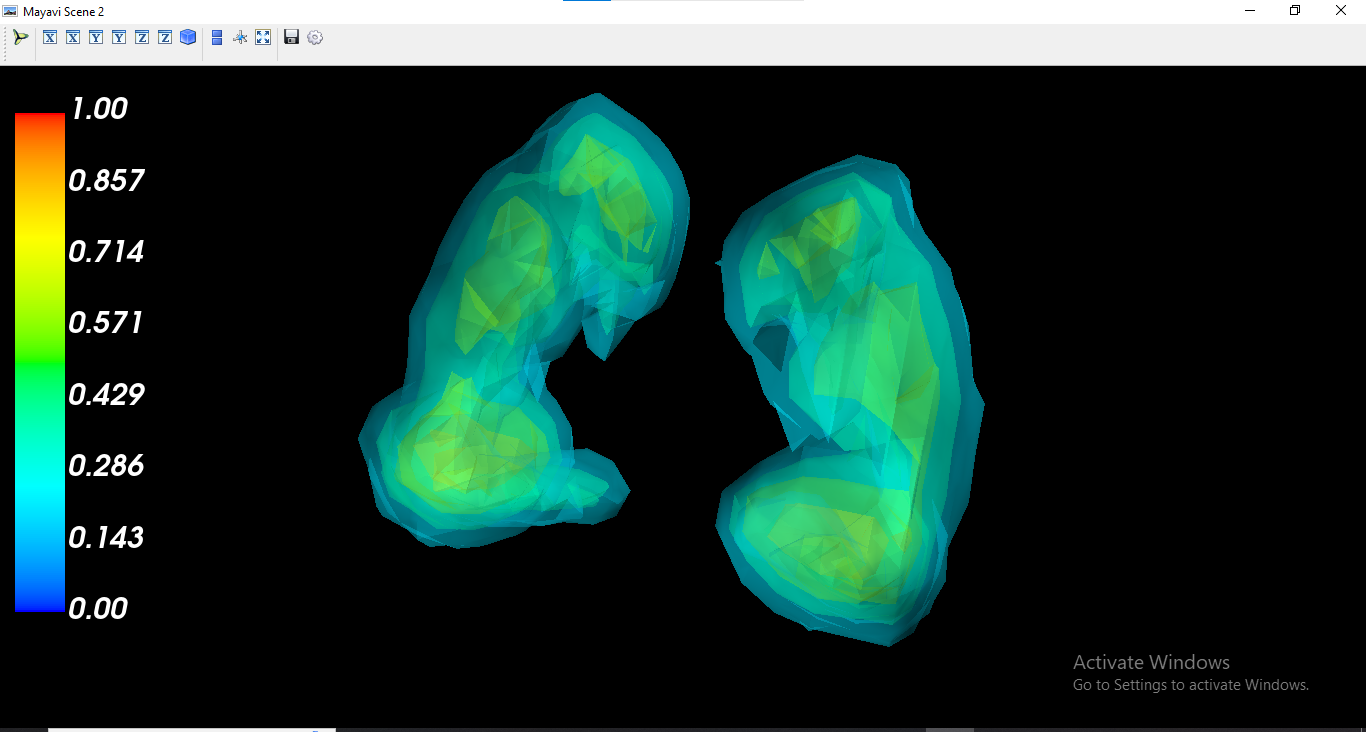 Mayavi Scene 2
X X Y Y Z Z
1.00
0.857
0.714
0.571
0.429
0.286
0.143
0.00
Activate Windows
Go to Settings to activate Windows.